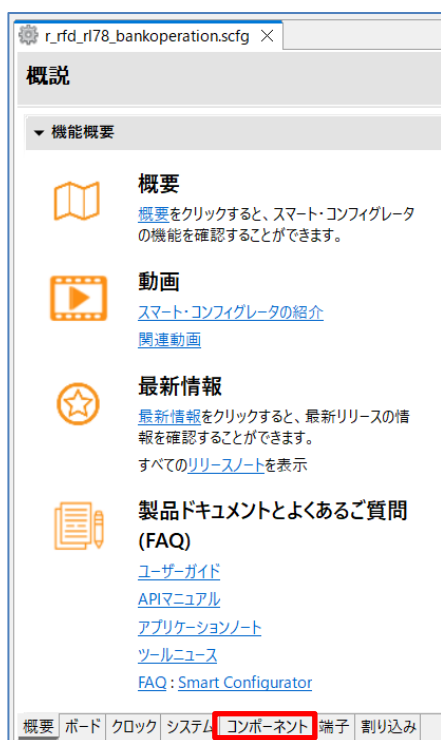 r_rfd_rl78_bankoperation.scfg
概説
機能概要
概要
概要をクリックすると、スマート・コンフィグレータ
の機能を確認することができます。
動画
スマート・コンフィグレータの紹介
関連動画
最新情報
最新情報をクリックすると、最新リリースの情
報を確認することができます。
すべてのリリースノートを表示
製品ドキュメントとよくあるご質問
(FAQ)
ユーザーガイド
APIマニュアル
アプリケーションノート
ツールニュース
FAQ : Smart Configurator
概要 ボード クロック システム コンポーネント 端子 割り込み